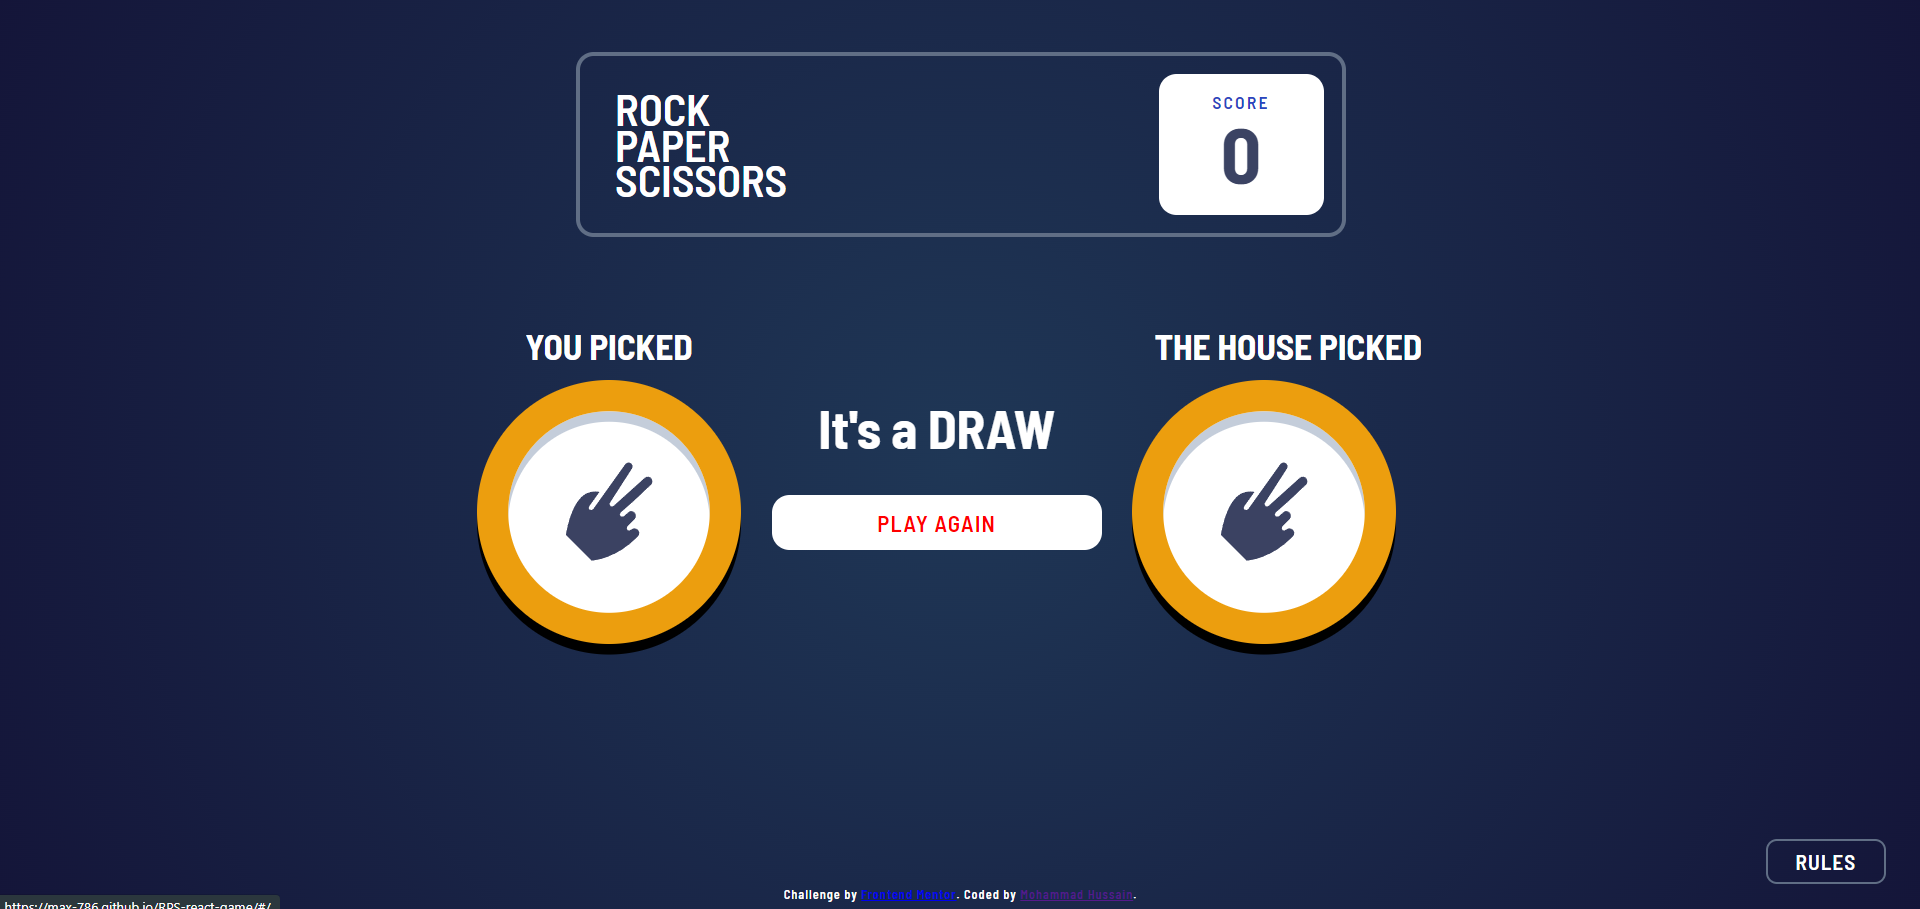 ROCK
PAPER
SCISSORS
SCORE
0
YOU PICKED
THE HOUSE PICKED
It's a DRAW
PLAY AGAIN
RULES
Challenge by Frontend Mentor. Coded by Mohammad Hussain.
https://max-786.github.io/RPS-react-game/#/